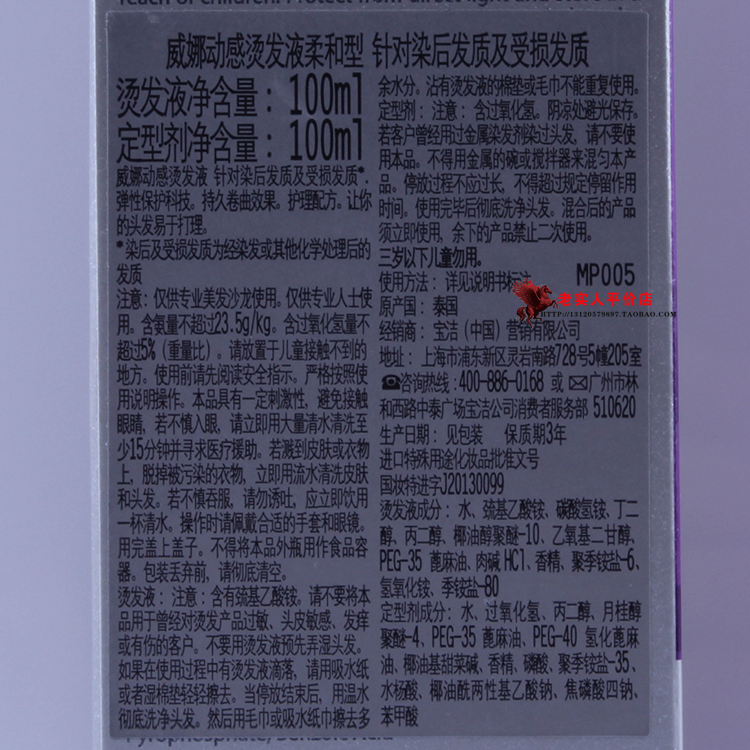 威娜动感烫发液柔和型 针对染后发质及受损发质
烫发液净含量： 100ml
定型剂净含量： 100ml
威娜动感烫发液 针对染后发质及受损发质*.
弹性保护科技。持久卷曲效果。护理配方。让你
的头发易于打理。
*染后及受损发质为经染发或其他化学处理后的
发质
注意：仅供专业美发沙龙使用。仅供专业人士使
用。含氨量不超过23.5g/kg。含过氧化氢量不
超过5%（重量比）。请放置于儿童接触不到的
地方。使用前请先阅读安全指示。严格按照使
用说明操作。本品具有一定刺激性，避免接触
眼睛，若不慎入眼，请立即用大量清水清洗至
少15分钟并寻求医疗援助。若溅到皮肤或衣物
上，脱掉被污染的衣物，立即用流水清洗皮肤
和头发。若不慎吞服，请勿诱吐，应立即饮用
一杯清水。操作时请佩戴合适的手套和眼镜。
用完盖上盖子。不得将本品外瓶用作食品容
器。包装丢弃前，请彻底清空。
烫发液：注意：含有巯基乙酸铵。请不要将本
品用于曾经对烫发产品过敏、头皮敏感、发痒
或有伤的客户。不要用烫发液预先弄湿头发。
如果在使用过程中有烫发液滴落，请用吸水纸
或者湿棉垫轻轻擦去。当停放结束后，用温水
彻底洗净头发。然后用毛巾或吸水纸巾擦去多
余水分。沾有烫发液的棉垫或毛巾不能重复使用。
定型剂：注意：含过氧化氢。阴凉处避光保存。
若客户曾经用过金属染发剂染过头发，请不要使
用本品。不得用金属的碗或搅拌器来混匀本产
品。停放过程不应过长，不得超过规定停留作用
时间。使用完毕后彻底洗净头发。混合后的产品
须立即使用，余下的产品禁止二次使用。
三岁以下儿童勿用。
使用方法：详见说明书标注 MP005
原产国：泰国
经销商：宝洁（中国）营销有限公司
地址：上海市浦东新区灵岩南路728号5幢205室
☎咨询热线:400-886-0168 或 ✉广州市林
和西路中泰广场宝洁公司消费者服务部 510620
生产日期：见包装 保质期3年
进口特殊用途化妆品批准文号
国妆特进字J20130099
烫发液成分：水、巯基乙酸铵、碳酸氢铵、丁二
醇、丙二醇、椰油醇聚醚-10、乙氧基二甘醇、
PEG-35 蓖麻油、肉碱 HCl、香精、聚季铵盐-6、
氢氧化铵、季铵盐-80
定型剂成分：水、过氧化氢、丙二醇、月桂醇
聚醚-4、PEG-35 蓖麻油、PEG-40 氢化蓖麻
油、椰油基甜菜碱、香精、磷酸、聚季铵盐-35、
水杨酸、椰油酰两性基乙酸钠、焦磷酸四钠、
苯甲酸
老实人平价店
HTTP://13120579897.TAOBAO.COM